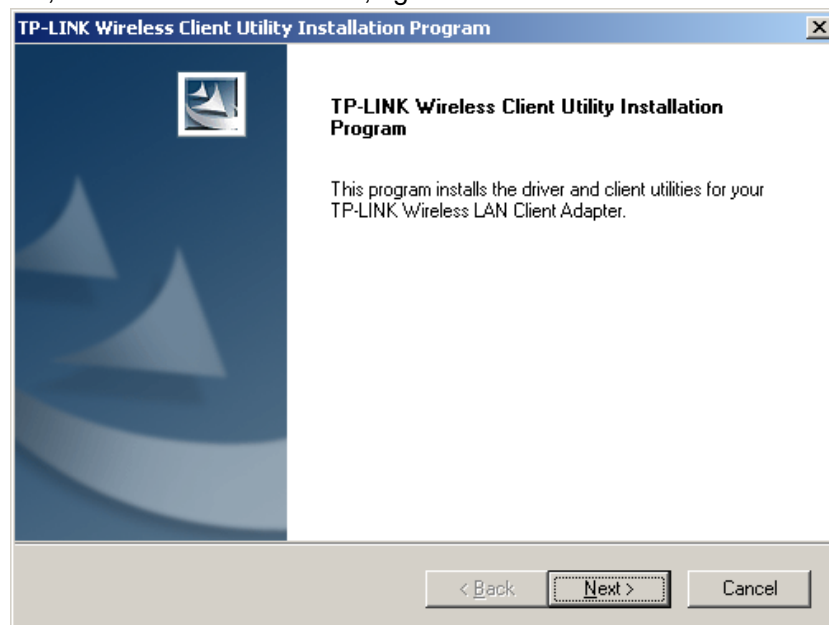 TP-LINK Wireless Client Utility Installation Program
TP-LINK Wireless Client Utility Installation
Program
This program installs the driver and client utilities for your
TP-LINK Wireless LAN Client Adapter.
< Back
Next >
Cancel